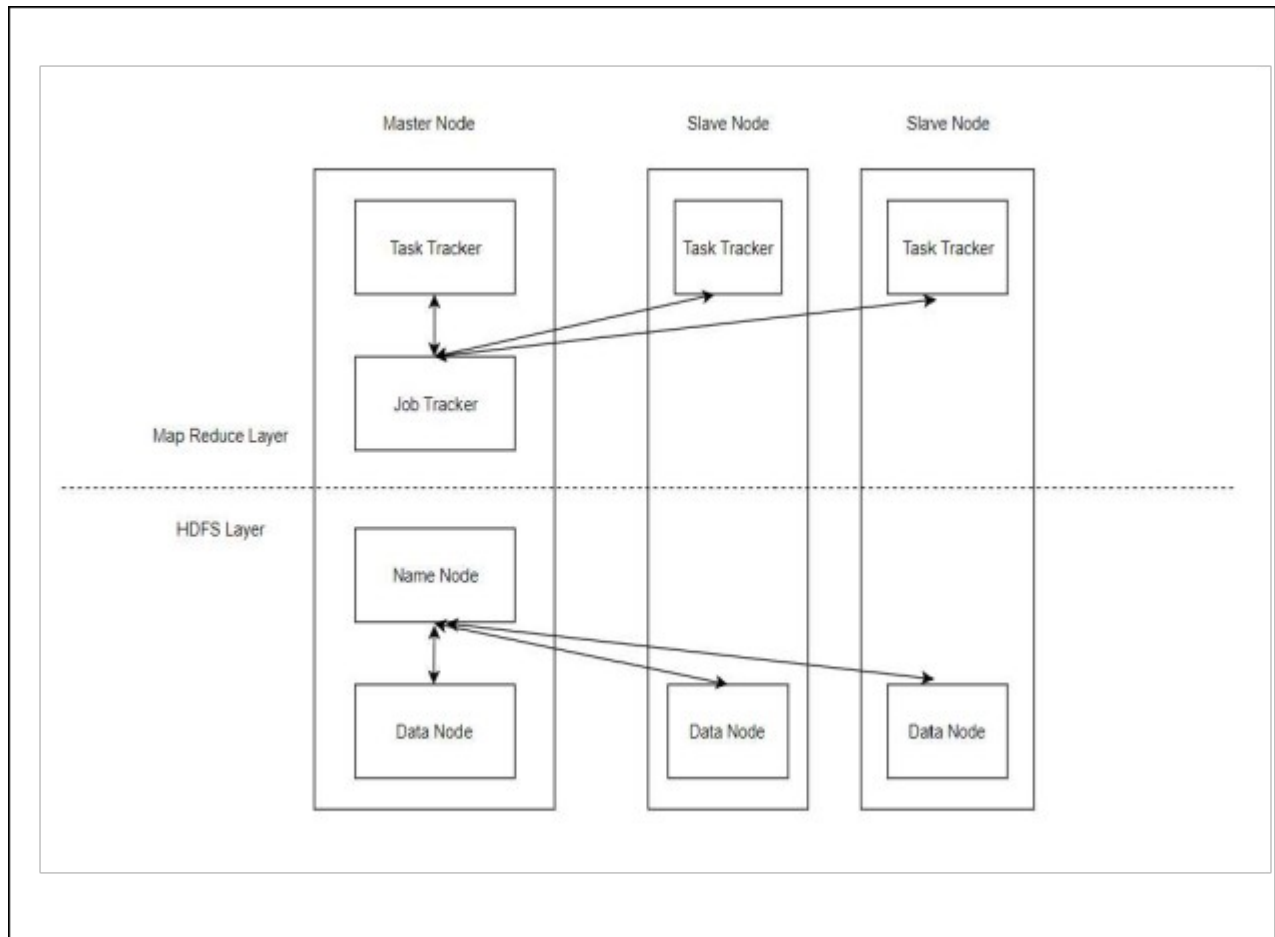 Master Node
Slave Node
Slave Node
Task Tracker
Task Tracker
Task Tracker
Job Tracker
Map Reduce Layer
HDFS Layer
Name Node
Data Node
Data Node
Data Node